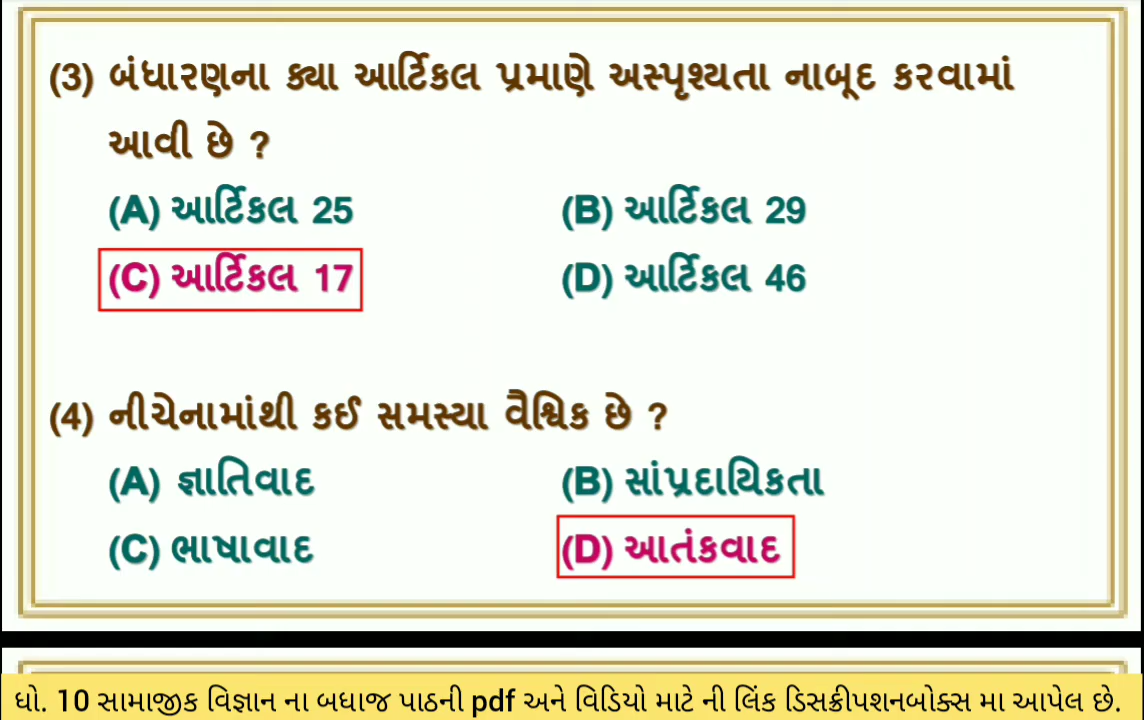 (3) બંધારણના ક્યા આર્ટિકલ પ્રમાણે અસ્પૃશ્યતા નાબૂદ કરવામાં
આવી છે ?
(A) આર્ટિકલ 25 (B) આર્ટિકલ 29
(C) આર્ટિકલ 17 (D) આર્ટિકલ 46
(4) નીચેનામાંથી કઈ સમસ્યા વૈશ્વિક છે ?
(A) જ્ઞાતિવાદ (B) સાંપ્રદાયિકતા
(C) ભાષાવાદ (D) આતંકવાદ
ધો. 10 સામાજીક વિજ્ઞાન ના બધાજ પાઠની pdf અને વિડિયો માટે ની લિંક ડિસક્રીપશનબોક્સ મા આપેલ છે.